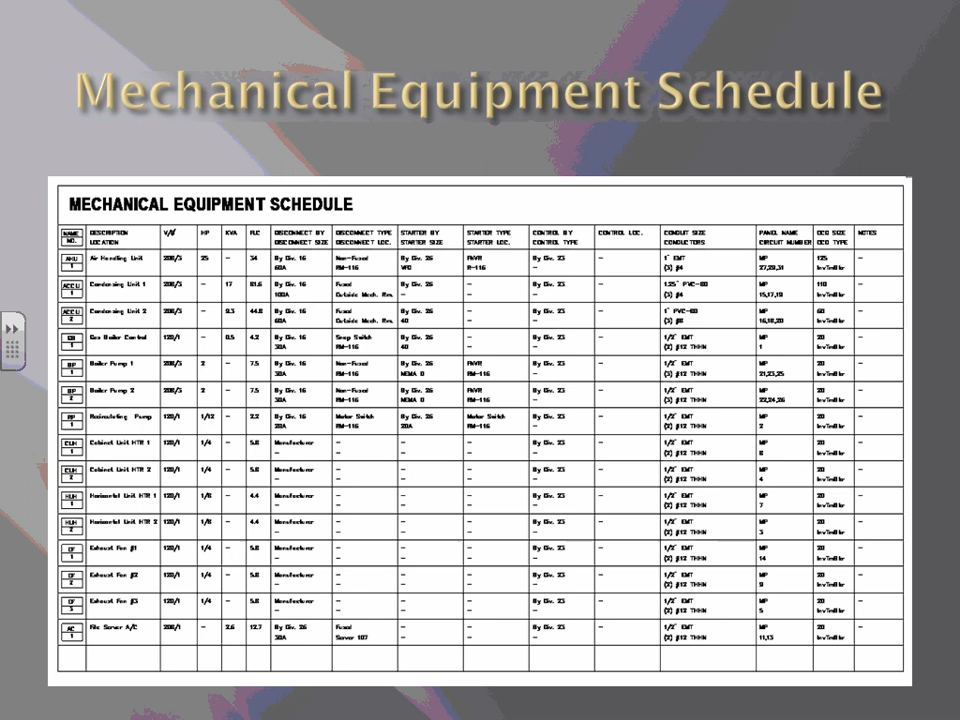 Mechanical Equipment Schedule
MECHANICAL EQUIPMENT SCHEDULE
NAME NO. DESCRIPTION LOCATION HP KVA FLC DISCONNECT BY DISCONNECT SIZE DISCONNECT TYPE DISCONNECT LOC. STARTER BY STARTER SIZE STARTER TYPE STARTER LOC. CONTROL BY CONTROL TYPE CONTROL LOC. CONDUIT SIZE CONDUCTORS PANEL NAME CIRCUIT NUMBER OCD SIZE OCD TYPE NOTES
AHU 1 Air Handling Unit 208/3 25 - 34 By Div. 16 60A Non-Fused RM-116 By Div. 26 VFD FNVR R-116 By Div. 23 - - 1" EMT (3) #4 MP 27,29,31 125 -
ACCU 1 Condensing Unit 1 208/3 - 17 By Div. 16 100A Fused Outside Mech. Rm. By Div. 26 - - - By Div. 23 - - (3) #4 MP 15,17,19 110 -
ACCU 2 Condensing Unit 2 208/3 - 9.3 By Div. 16 60A Fused Outside Mech. Rm. By Div. 26 40 - - By Div. 23 - - MP 16,18,20 60 -
1 Gas Boiler Control 120/1 - 0.5 4.2 By Div. 16 30A Snap Switch RM-116 By Div. 26 40 - - By Div. 23 - - 1/2" EMT #12 THHN MP 1 20 -
BP 1 Boiler Pump 1 208/3 2 - 7.5 By Div. 16 30A Non-Fused RM-116 By Div. 26 NEMA 0 FNVR RM-116 By Div. 23 - - 1/2" EMT (3) #12 THHN MP 21,23,25 20 -
BP 2 Boiler Pump 2 208/3 2 - 7.5 By Div. 16 30A Non-Fused RM-116 By Div. 26 NEMA 0 FNVR RM-116 By Div. 23 - - 1/2" EMT (3) #12 THHN MP 22,24,26 20 -
RP 1 Recirculating Pump 120/1 1/12 - 2.2 By Div. 16 20A Motor Switch RM-116 By Div. 26 20A Motor Switch RM-116 By Div. 23 - - 1/2" EMT (2) #12 THHN MP 2 20 -
CUH 1 Cabinet Unit HTR 1 120/1 1/4 - 5.8 Manufacturer - - - - - By Div. 23 - - 1/2" EMT (2) #12 THHN MP 20 -
CUH 2 Cabinet Unit HTR 2 120/1 1/4 - 5.8 Manufacturer - - - - - By Div. 23 - - 1/2" EMT (2) #12 THHN MP 4 20 -
HUH 1 Horizontal Unit HTR 1 120/1 - 4.4 Manufacturer - - - - - By Div. 23 - - 1/2" EMT (2) #12 THHN MP 7 20 -
HUH 2 Horizontal Unit HTR 2 120/1 - 4.4 Manufacturer - - - - - By Div. 23 - - 1/2" EMT (2) #12 THHN MP 3 20 -
1 Exhaust Fan #1 120/1 1/4 - 5.8 Manufacturer - - - - - By Div. 23 - - 1/2" EMT (2) #12 THHN MP 14 20 -
2 Exhaust Fan #2 120/1 1/4 - 5.8 Manufacturer - - - - - By Div. 23 - - 1/2" EMT (2) #12 THHN MP 9 20 -
3 Exhaust Fan #3 120/1 1/4 - 5.8 Manufacturer - - - - - By Div. 23 - - 1/2" EMT (2) #12 THHN MP 5 20 -
AC 1 File Server A/C 208/1 - 2.6 12.7 By Div. 26 30A Fused Server 107 - - - - By Div. 23 - - 1/2" EMT (2) #12 THHN MP 11,13 20 -